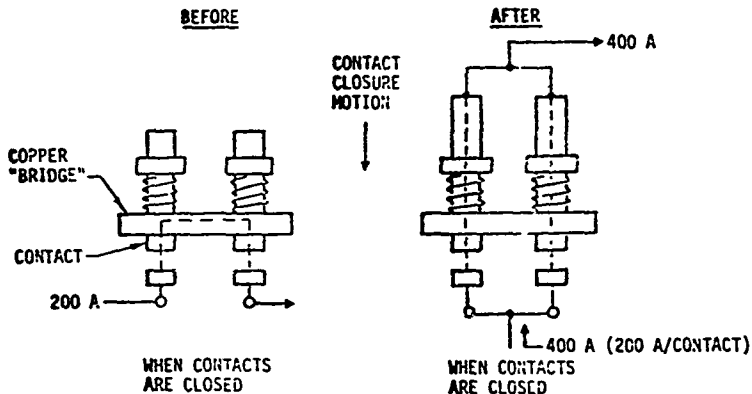 BEFORE
AFTER
400 A
CONTACT
CLOSURE
MOTION
COPPER
"BRIDGE"
CONTACT
200 A
400 A (200 A/CONTACT)
WHEN CONTACTS
ARE CLOSED
WHEN CONTACTS
ARE CLOSED